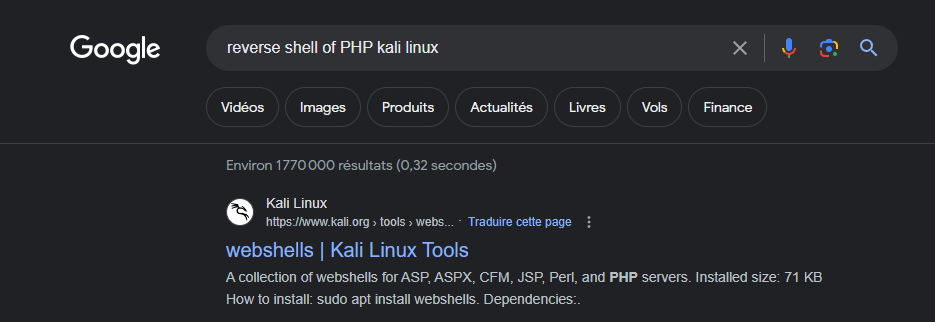 Google
reverse shell of PHP kali linux
Vidéos Images Produits Actualités Livres Vols Finance
Environ 1 770 000 résultats (0,32 secondes)
Kali Linux
https://www.kali.org › tools › webs... · Traduire cette page
webshells | Kali Linux Tools
A collection of webshells for ASP, ASPX, CFM, JSP, Perl, and PHP servers. Installed size: 71 KB
How to install: sudo apt install webshells. Dependencies:.